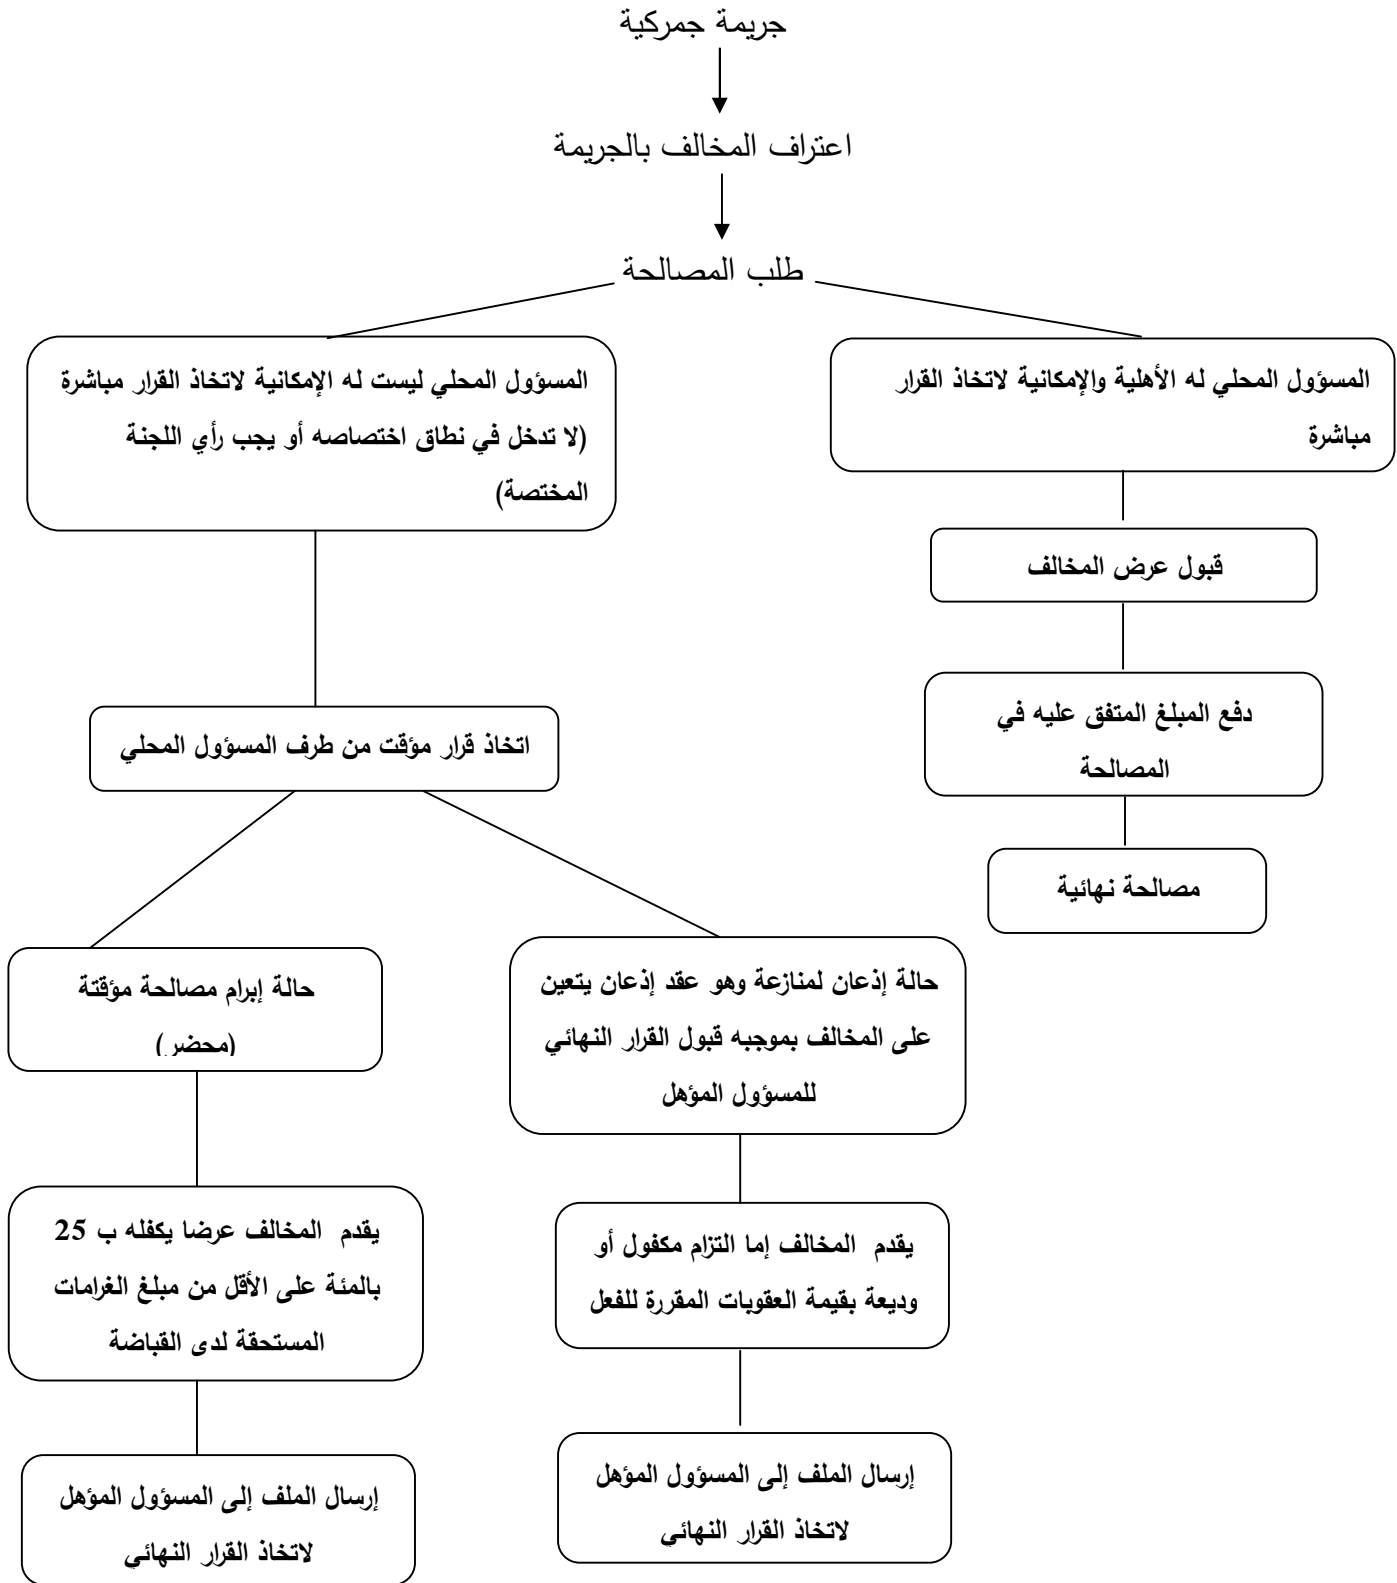 جريمة جمركية
اعتراف المخالف بالجريمة
طلب المصالحة
المسؤول المحلي له الأهلية والإمكانية لاتخاذ القرار
مباشرة
قبول عرض المخالف
دفع المبلغ المتفق عليه في
المصالحة
مصالحة نهائية
المسؤول المحلي ليست له الإمكانية لاتخاذ القرار مباشرة
(لا تدخل في نطاق اختصاصه أو يجب رأي اللجنة
المختصة)
اتخاذ قرار مؤقت من طرف المسؤول المحلي
حالة إذعان لمنازعة وهو عقد إذعان يتعين
على المخالف بموجبه قبول القرار النهائي
للمسؤول المؤهل
يقدم المخالف إما التزام مكفول أو
وديعة بقيمة العقوبات المقررة للفعل
إرسال الملف إلى المسؤول المؤهل
لاتخاذ القرار النهائي
حالة إبرام مصالحة مؤقتة
(محضر)
يقدم المخالف عرضا يكفله ب 25
بالمئة على الأقل من مبلغ الغرامات
المستحقة لدى القباضة
إرسال الملف إلى المسؤول المؤهل
لاتخاذ القرار النهائي